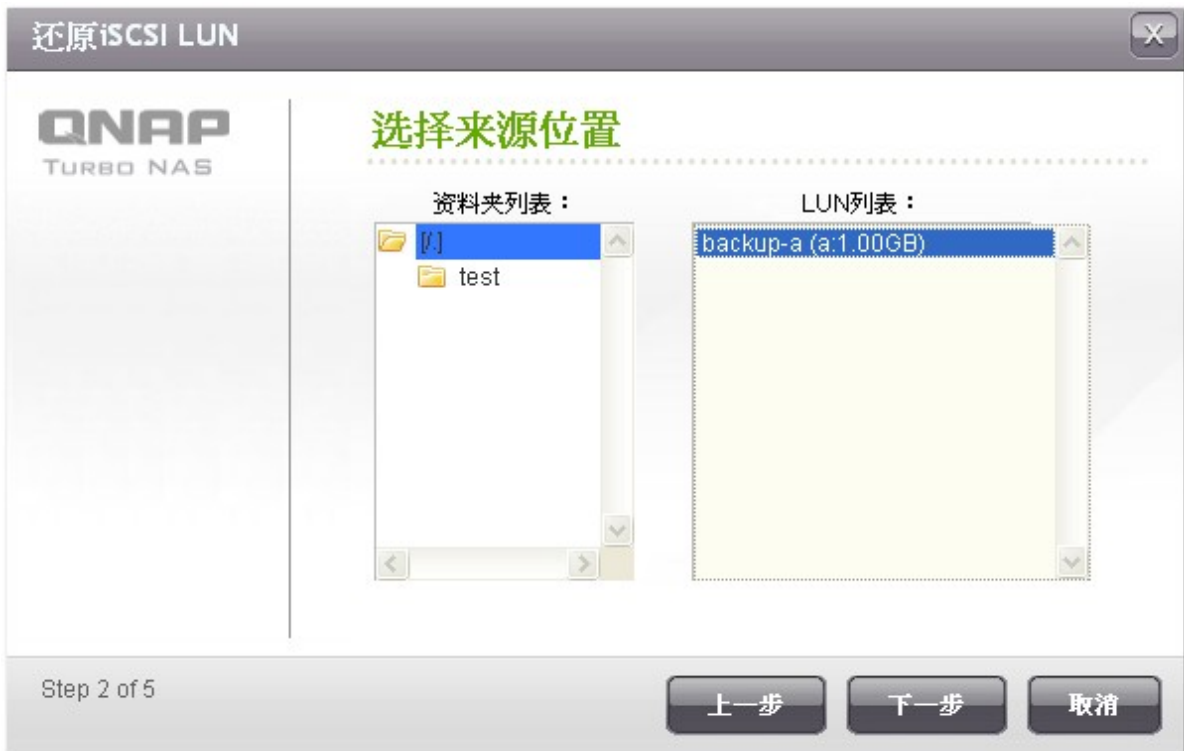 还原iSCSI LUN
X
QNAP
TURBO NAS
选择来源位置
资料夹列表：
LUN列表：
[/.]
test
backup-a (a:1.00GB)
Step 2 of 5
上一步
下一步
取消